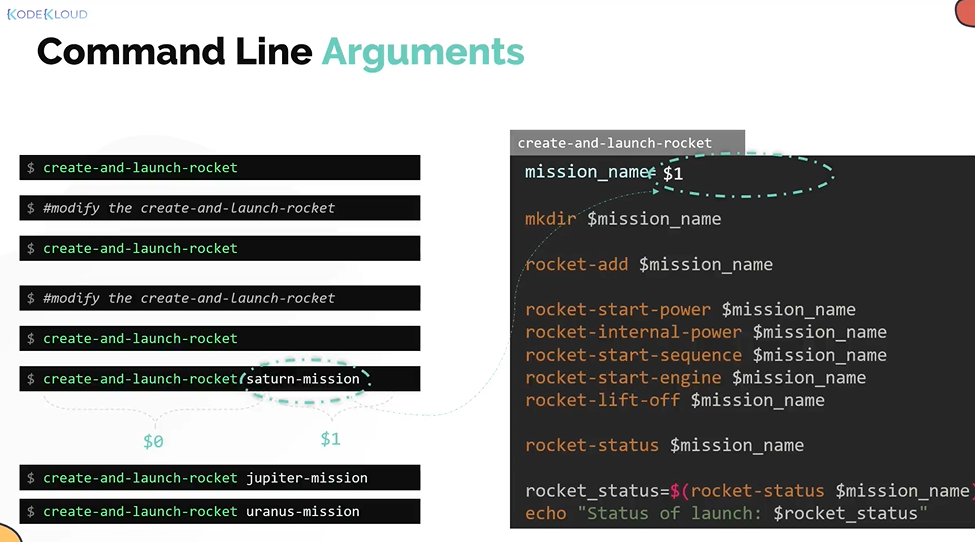 KODEKLOUD
Command Line Arguments
$ create-and-launch-rocket
$ #modify the create-and-launch-rocket
$ create-and-launch-rocket
$ #modify the create-and-launch-rocket
$ create-and-launch-rocket
$ create-and-launch-rocket saturn-mission
$0 $1
$ create-and-launch-rocket jupiter-mission
$ create-and-launch-rocket uranus-mission
create-and-launch-rocket
mission_name= $1
mkdir $mission_name
rocket-add $mission_name
rocket-start-power $mission_name
rocket-internal-power $mission_name
rocket-start-sequence $mission_name
rocket-start-engine $mission_name
rocket-lift-off $mission_name
rocket-status $mission_name
rocket_status=$(rocket-status $mission_name)
echo "Status of launch: $rocket_status"